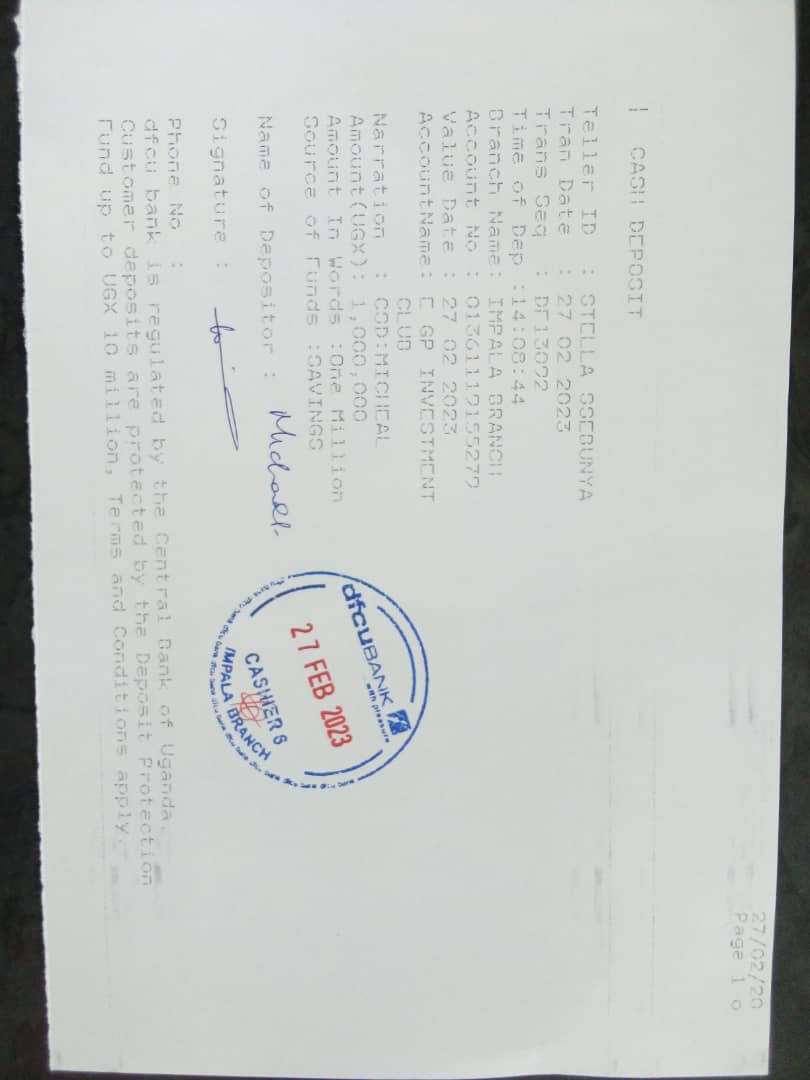 27/02/20
Page 1 o
| CASH DEPOSIT
Teller ID : STELLA SSEBUNYA
Tran Date : 27 02 2023
Trans Seq : DF13092
Time of Dep :14:08:44
Branch Name: IMPALA BRANCH
Account No : 01361119155279
Value Date : 27 02 2023
AccountName: E GP INVESTMENT
CLUB
Narration : CSD:MICHEAL
Amount(UGX): 1,000,000
Amount In Words :One Million
Source of Funds :SAVINGS
Name of Depositor : Michael.
Signature :
Phone No :
dfcu bank is regulated by the Central Bank of Uganda.
Customer deposits are protected by the Deposit Protection
Fund up to UGX 10 million, Terms and Conditions apply.
dfcu BANK
with pleasure
27 FEB 2023
CASHIER 6
IMPALA BRANCH